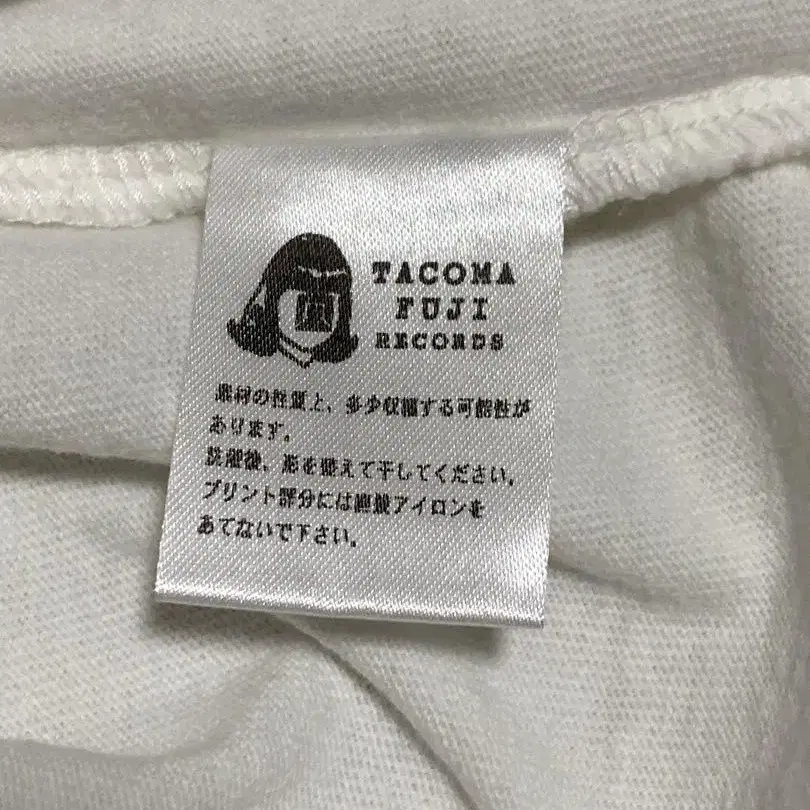 TACOMA
FUJI
RECORDS
素材の性質上、多少収縮する可能性が
あります。
洗濯後、形を整えて干してください。
プリント部分には直接アイロンを
あてないで下さい。